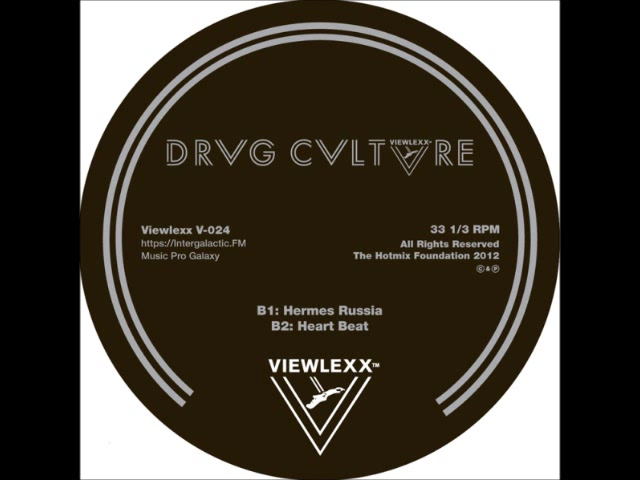 DRVG CVLTVRE
VIEWLEXX™
Viewlexx V-024
https://Intergalactic.FM
Music Pro Galaxy
33 1/3 RPM
All Rights Reserved
The Hotmix Foundation 2012
© & ℗
B1: Hermes Russia
B2: Heart Beat
VIEWLEXX™